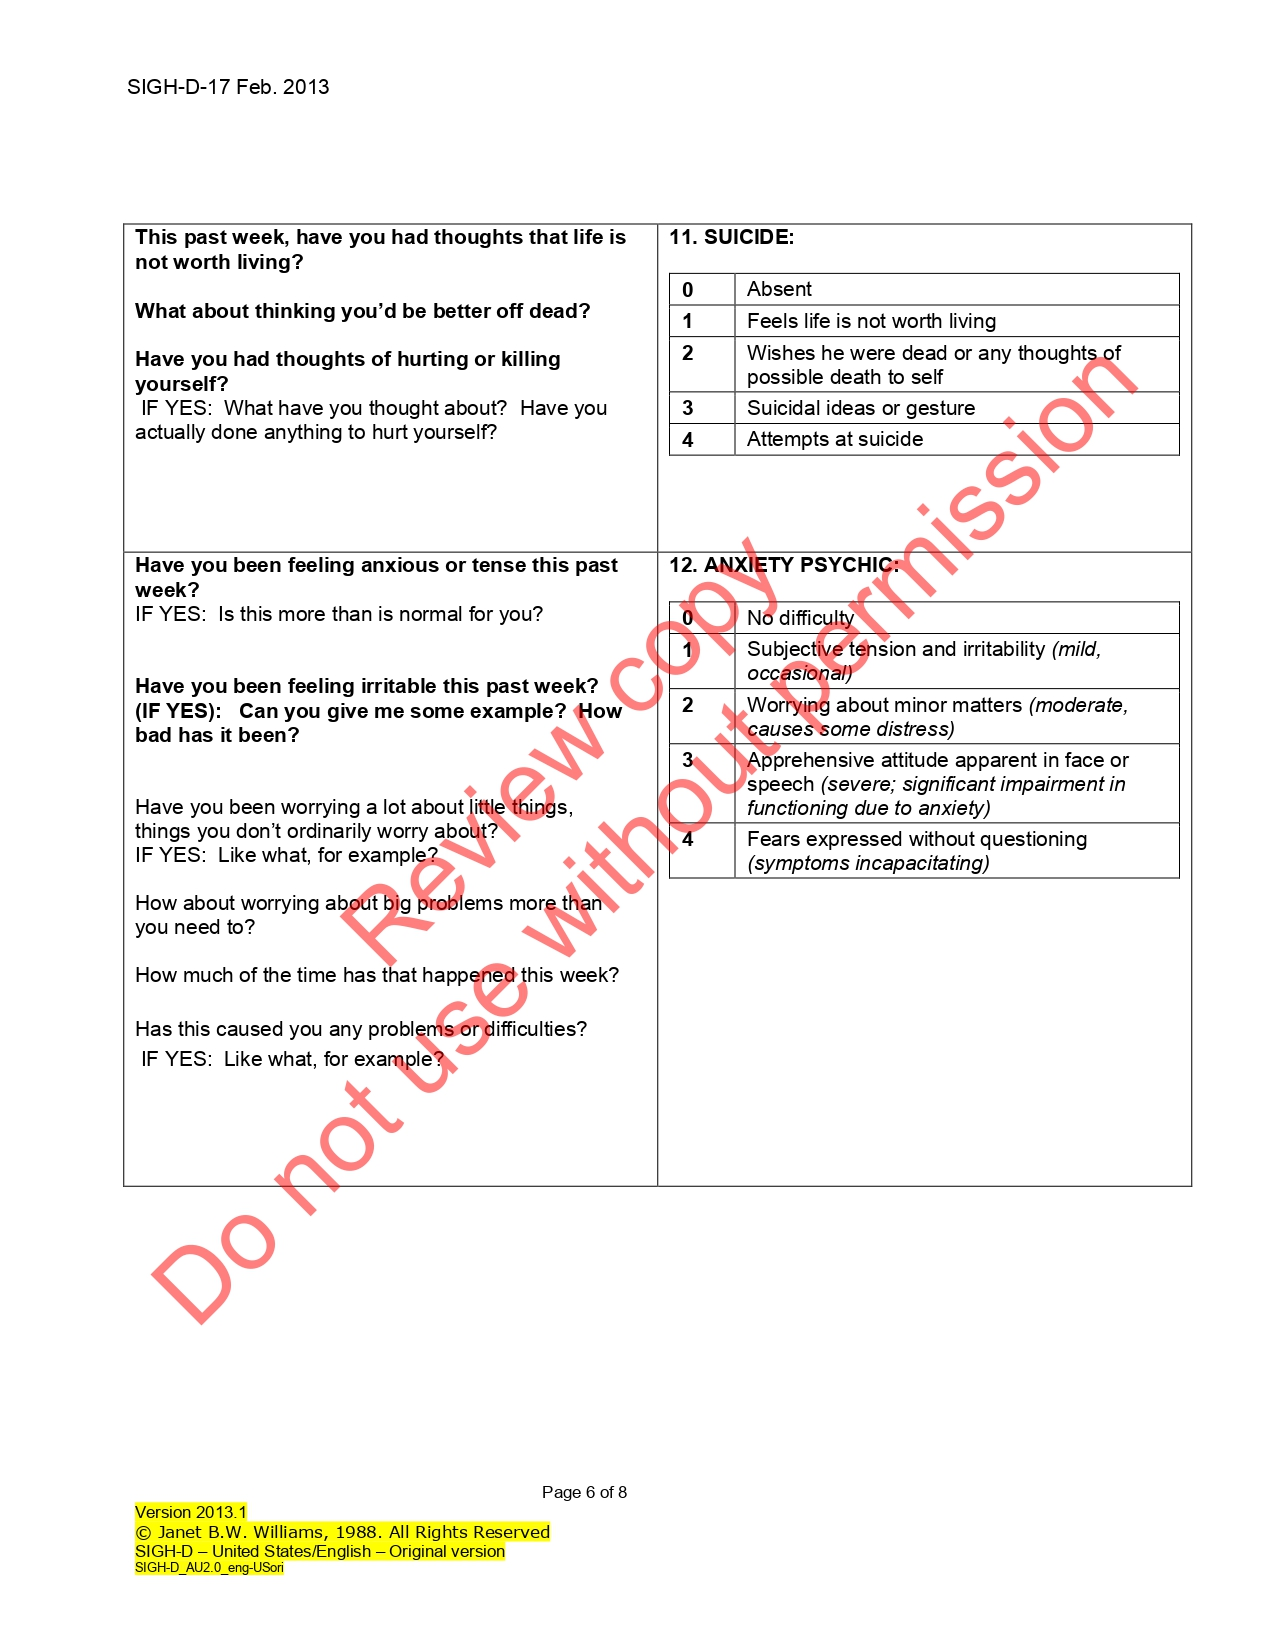 SIGH-D-17 Feb. 2013
This past week, have you had thoughts that life is
not worth living?
What about thinking you’d be better off dead?
Have you had thoughts of hurting or killing
yourself?
IF YES:  What have you thought about?  Have you
actually done anything to hurt yourself?
11. SUICIDE:
0 Absent
1 Feels life is not worth living
2 Wishes he were dead or any thoughts of
possible death to self
3 Suicidal ideas or gesture
4 Attempts at suicide
Have you been feeling anxious or tense this past
week?
IF YES:  Is this more than is normal for you?
Have you been feeling irritable this past week?
(IF YES):   Can you give me some example?  How
bad has it been?
Have you been worrying a lot about little things,
things you don’t ordinarily worry about?
IF YES:  Like what, for example?
How about worrying about big problems more than
you need to?
How much of the time has that happened this week?
Has this caused you any problems or difficulties?
IF YES:  Like what, for example?
12. ANXIETY PSYCHIC:
0 No difficulty
1 Subjective tension and irritability (mild,
occasional)
2 Worrying about minor matters (moderate,
causes some distress)
3 Apprehensive attitude apparent in face or
speech (severe; significant impairment in
functioning due to anxiety)
4 Fears expressed without questioning
(symptoms incapacitating)
Review copy
Do not use without permission
Page 6 of 8
Version 2013.1
© Janet B.W. Williams, 1988. All Rights Reserved
SIGH-D – United States/English – Original version
SIGH-D_AU2.0_eng-USori